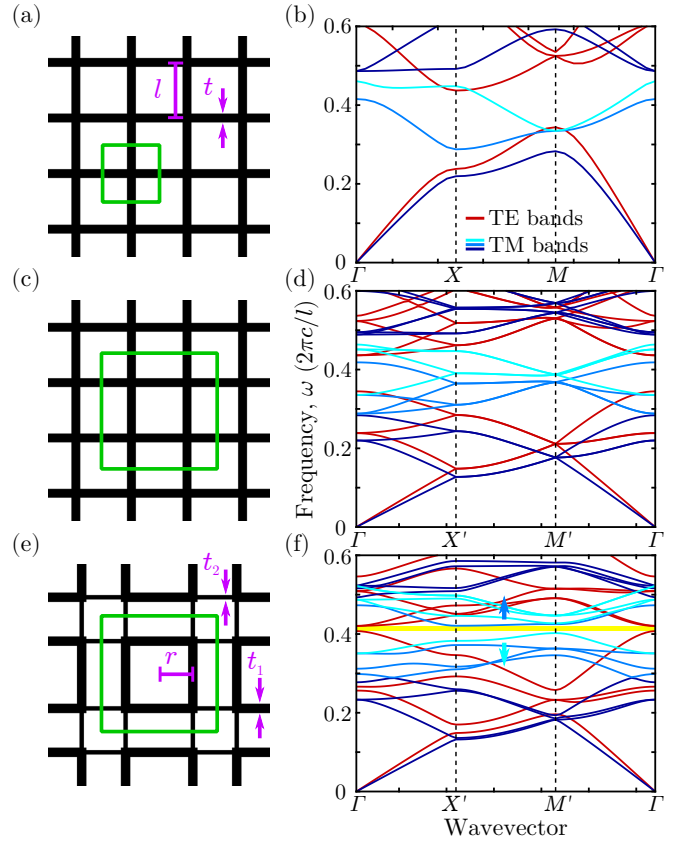 (a)
l
t
(b)
0.6
0.4
0.2
0
TE bands
TM bands
Γ X M Γ
(c)
(d)
0.6
0.4
0.2
0
Γ X′ M′ Γ
Frequency, ω (2πc/l)
(e)
t₂
r
t₁
(f)
0.6
0.4
0.2
0
Γ X′ M′ Γ
Wavevector